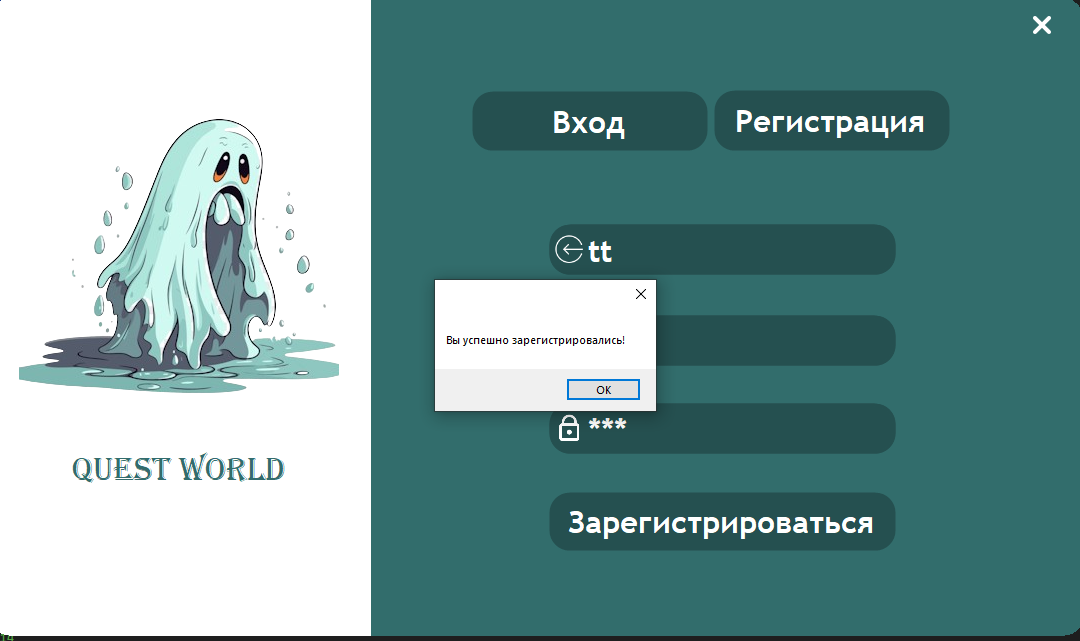 Вход
Регистрация
tt
Вы успешно зарегистрировались!
OK
***
Зарегистрироваться
QUEST WORLD